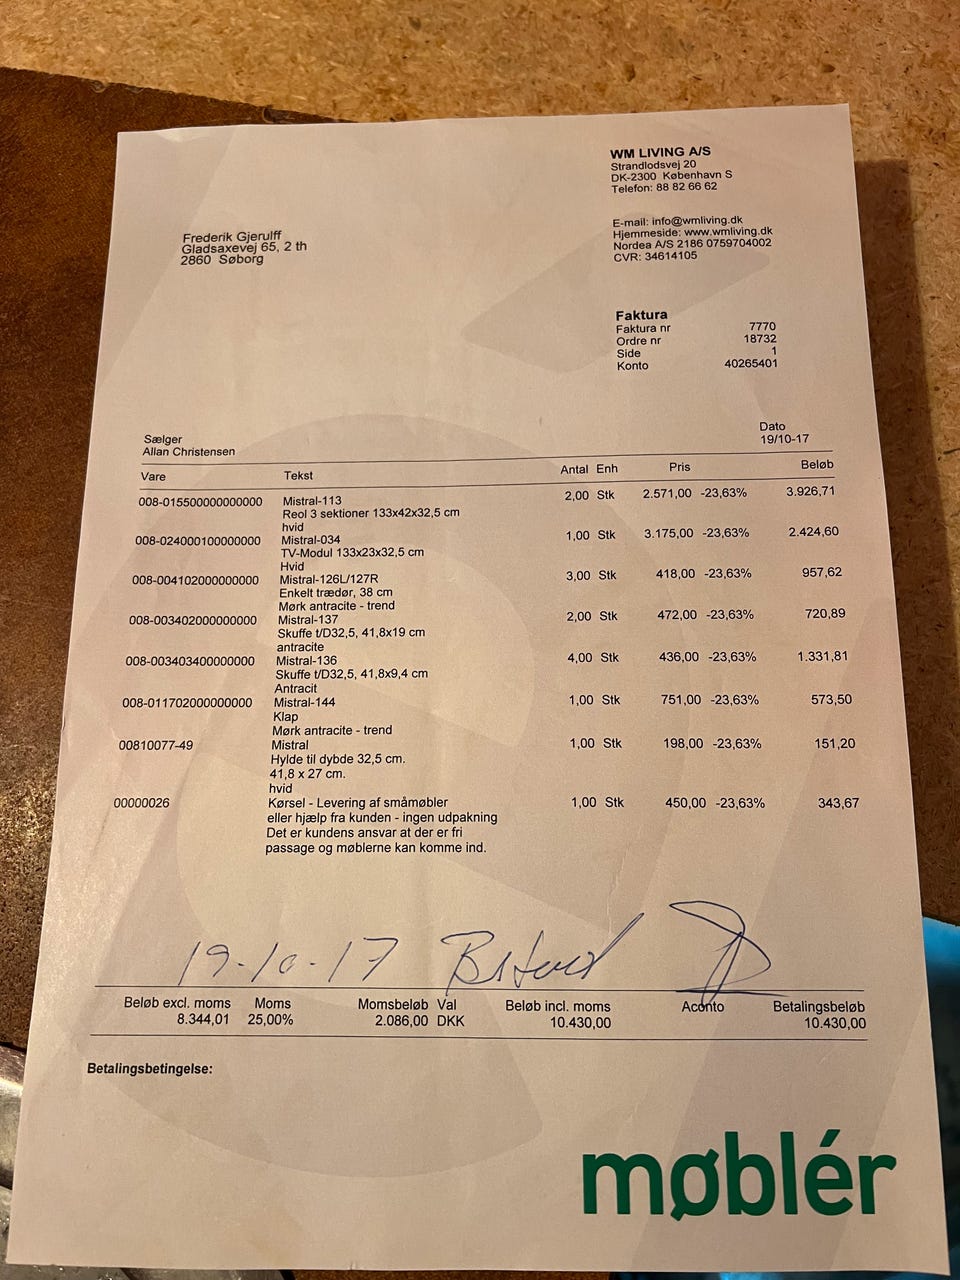 WM LIVING A/S
Strandlodsvej 20
DK-2300 København S
Telefon: 88 82 66 62
E-mail: info@wmliving.dk
Hjemmeside: www.wmliving.dk
Nordea A/S 2186 0759704002
CVR: 34614105
Frederik Gjerulff
Gladsaxevej 65, 2 th
2860 Søborg
Faktura
Faktura nr 7770
Ordre nr 18732
Side 1
Konto 40265401
Sælger
Allan Christensen
Dato
19/10-17
Vare Tekst Antal Enh Pris Beløb
008-015500000000000 Mistral-113 2,00 Stk 2.571,00 -23,63% 3.926,71
Reol 3 sektioner 133x42x32,5 cm
hvid
008-024000100000000 Mistral-034 1,00 Stk 3.175,00 -23,63% 2.424,60
TV-Modul 133x23x32,5 cm
Hvid
008-004102000000000 Mistral-126L/127R 3,00 Stk 418,00 -23,63% 957,62
Enkelt trædør, 38 cm
Mørk antracite - trend
008-003402000000000 Mistral-137 2,00 Stk 472,00 -23,63% 720,89
Skuffe t/D32,5, 41,8x19 cm
antracite
008-003403400000000 Mistral-136 4,00 Stk 436,00 -23,63% 1.331,81
Skuffe t/D32,5, 41,8x9,4 cm
Antracit
008-011702000000000 Mistral-144 1,00 Stk 751,00 -23,63% 573,50
Klap
Mørk antracite - trend
00810077-49 Mistral 1,00 Stk 198,00 -23,63% 151,20
Hylde til dybde 32,5 cm.
41,8 x 27 cm.
hvid
00000026 Kørsel - Levering af småmøbler 1,00 Stk 450,00 -23,63% 343,67
eller hjælp fra kunden - ingen udpakning
Det er kundens ansvar at der er fri
passage og møblerne kan komme ind.
19-10-17
Beløb excl. moms Moms Momsbeløb Val Beløb incl. moms Aconto Betalingsbeløb
8.344,01 25,00% 2.086,00 DKK 10.430,00 10.430,00
Betalingsbetingelse:
møblér